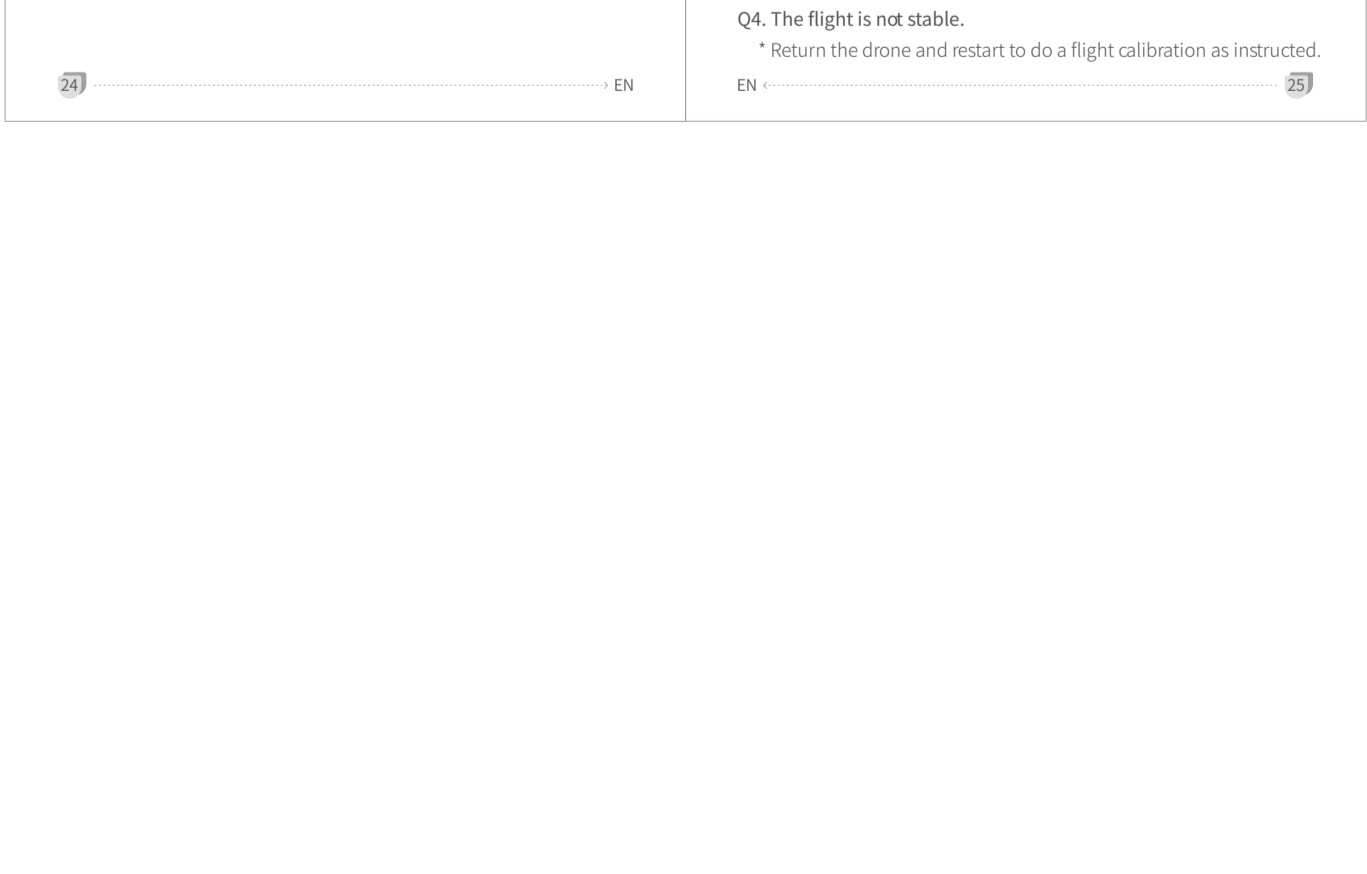 24 EN
Q4. The flight is not stable.
* Return the drone and restart to do a flight calibration as instructed.
EN 25